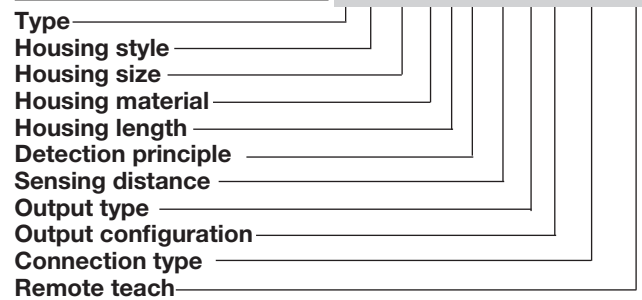 Type
Housing style
Housing size
Housing material
Housing length
Detection principle
Sensing distance
Output type
Output configuration
Connection type
Remote teach